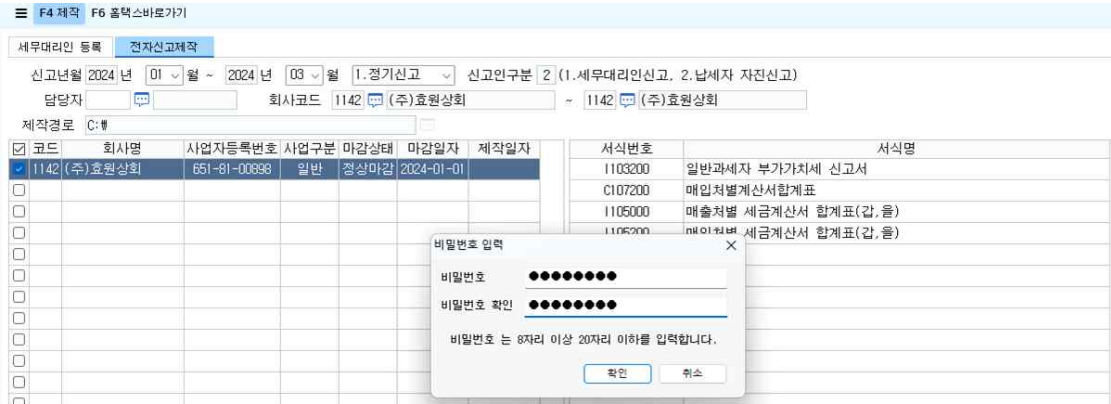 ☰ F4 제작 F6 홈택스바로가기
세무대리인 등록 전자신고제작
신고년월 2024 년 01 월 ~ 2024 년 03 월 1.정기신고 신고인구분 2 (1.세무대리인신고, 2.납세자 자진신고)
담당자 회사코드 1142 (주)효원상회 ~ 1142 (주)효원상회
제작경로 C:₩
코드 회사명 사업자등록번호 사업구분 마감상태 마감일자 제작일자 서식번호 서식명
1142 (주)효원상회 651-81-00898 일반 정상마감 2024-01-01 I103200 일반과세자 부가가치세 신고서
C107200 매입처별계산서합계표
I105000 매출처별 세금계산서 합계표(갑,을)
I105200 매입처별 세금계산서 합계표(갑,을)
비밀번호 입력
비밀번호 ●●●●●●●●
비밀번호 확인 ●●●●●●●●
비밀번호 는 8자리 이상 20자리 이하를 입력합니다.
확인 취소